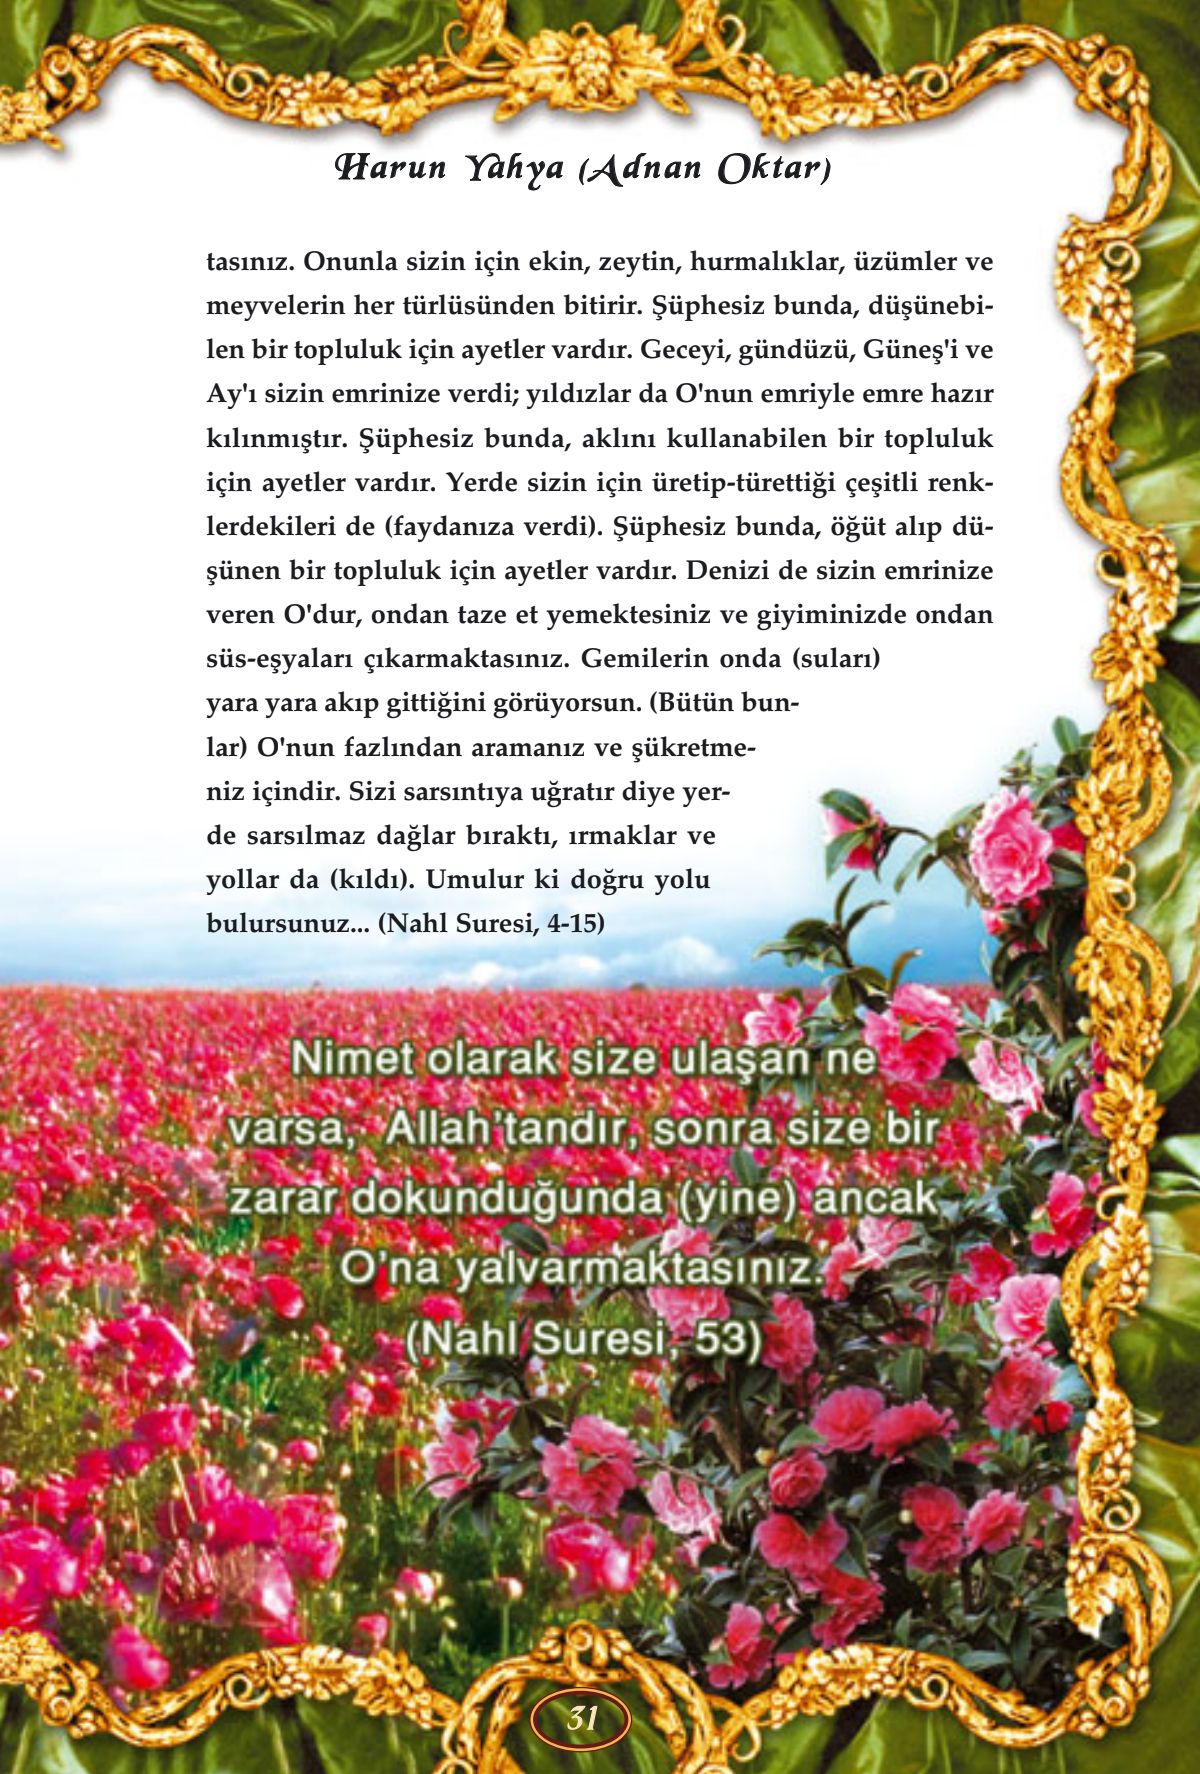 Harun Yahya (Adnan Oktar)
tasınız. Onunla sizin için ekin, zeytin, hurmalıklar, üzümler ve
meyvelerin her türlüsünden bitirir. Şüphesiz bunda, düşünebi-
len bir topluluk için ayetler vardır. Geceyi, gündüzü, Güneş'i ve
Ay'ı sizin emrinize verdi; yıldızlar da O'nun emriyle emre hazır
kılınmıştır. Şüphesiz bunda, aklını kullanabilen bir topluluk
için ayetler vardır. Yerde sizin için üretip-türettiği çeşitli renk-
lerdekileri de (faydanıza verdi). Şüphesiz bunda, öğüt alıp dü-
şünen bir topluluk için ayetler vardır. Denizi de sizin emrinize
veren O'dur, ondan taze et yemektesiniz ve giyiminizde ondan
süs-eşyaları çıkarmaktasınız. Gemilerin onda (suları)
yara yara akıp gittiğini görüyorsun. (Bütün bun-
lar) O'nun fazlından aramanız ve şükretme-
niz içindir. Sizi sarsıntıya uğratır diye yer-
de sarsılmaz dağlar bıraktı, ırmaklar ve
yollar da (kıldı). Umulur ki doğru yolu
bulursunuz... (Nahl Suresi, 4-15)
Nimet olarak size ulaşan ne
varsa, Allah'tandır, sonra size bir
zarar dokunduğunda (yine) ancak
O'na yalvarmaktasınız.
(Nahl Suresi, 53)
31